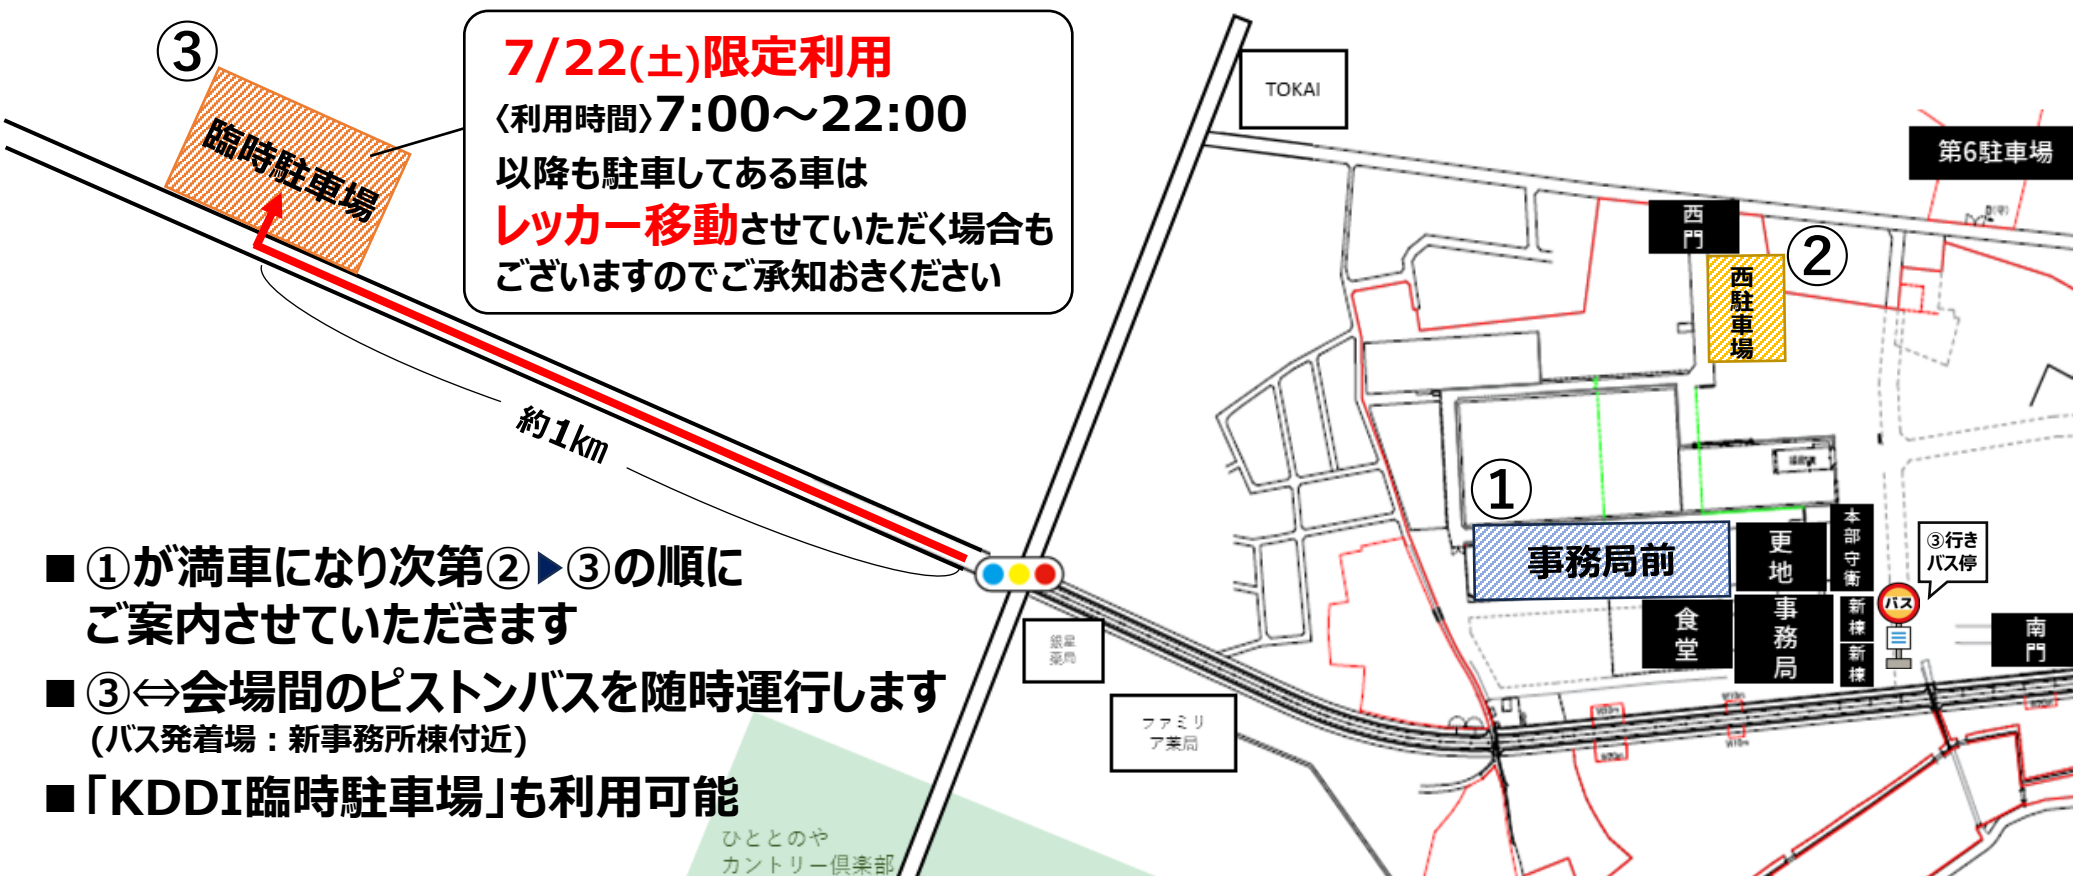 ③
臨時駐車場
7/22(土)限定利用
〈利用時間〉7:00～22:00
以降も駐車してある車は
レッカー移動させていただく場合も
ございますのでご承知おきください
約1km
TOKAI
第6駐車場
西門
②
西駐車場
①
事務局前
更地
本部守衛
③行き
バス停
バス
食堂
事務局
新棟
新棟
南門
銀星
薬局
ファミリ
ア薬局
■①が満車になり次第②▶③の順に
ご案内させていただきます
■③⇔会場間のピストンバスを随時運行します
(バス発着場：新事務所棟付近)
■「KDDI臨時駐車場」も利用可能
ひととのや
カントリー倶楽部